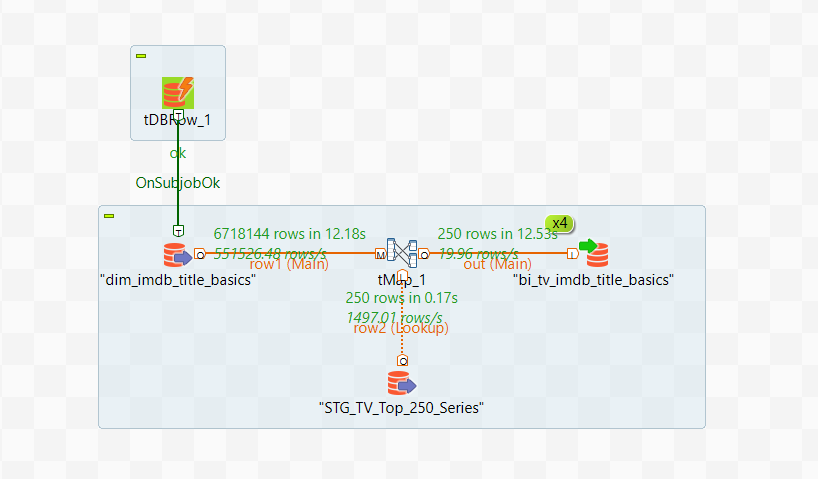 tDBRow_1
ok
OnSubjobOk
x4
6718144 rows in 12.18s
250 rows in 12.53s
551526.48 rows/s
19.96 rows/s
row1 (Main)
out (Main)
"dim_imdb_title_basics"
tMap_1
"bi_tv_imdb_title_basics"
250 rows in 0.17s
1497.01 rows/s
row2 (Lookup)
"STG_TV_Top_250_Series"